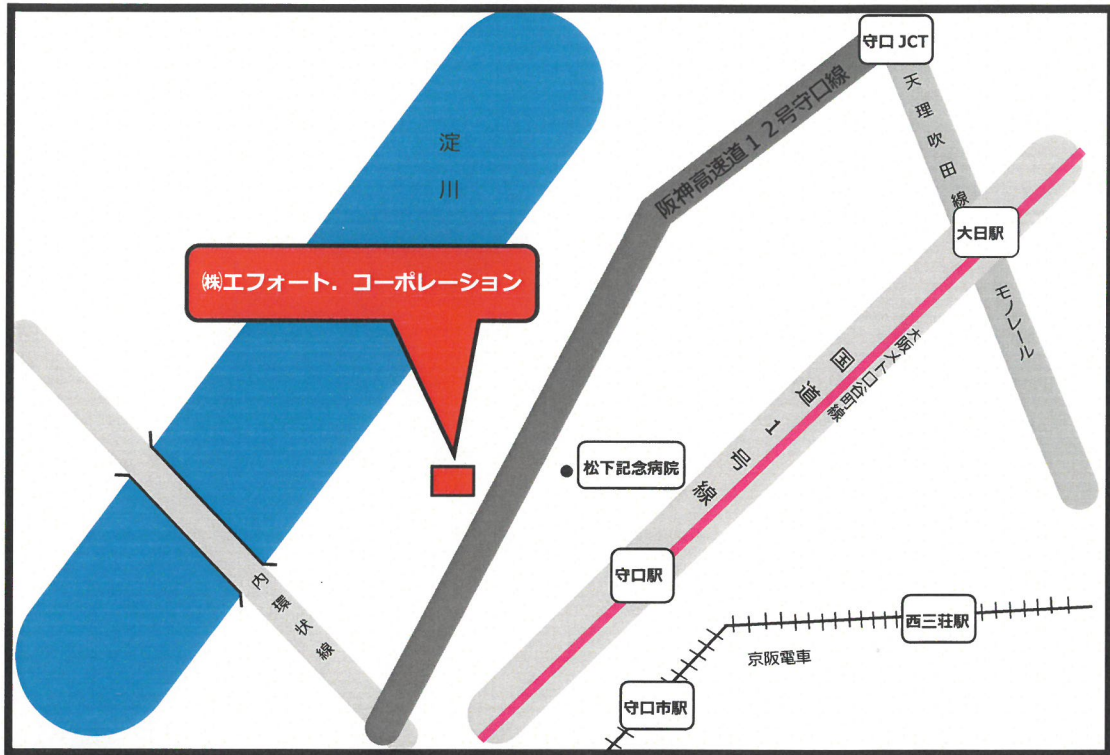 守口 JCT
阪神高速道12号守口線
天理吹田線
淀川
大日駅
㈱エフォート．コーポレーション
モノレール
国道1号線
大阪メトロ谷町線
松下記念病院
守口駅
内環状線
西三荘駅
京阪電車
守口市駅